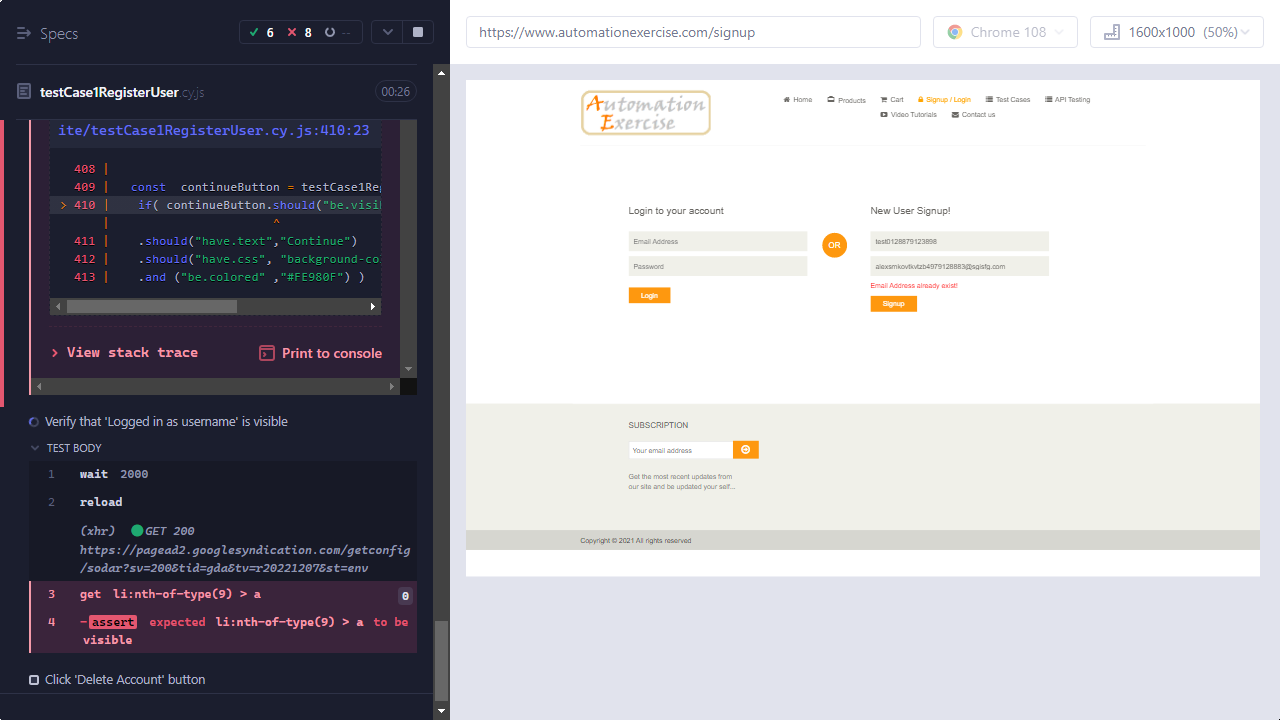 Specs
6
8
--
testCase1RegisterUser.cy.js
00:26
ite/testCase1RegisterUser.cy.js:410:23
408 |
409 | const continueButton = testCase1Reg
> 410 | if( continueButton.should("be.visib
| ^
411 | .should("have.text","Continue")
412 | .should("have.css", "background-co
413 | .and ("be.colored" ,"#FE980F") )
> View stack trace
Print to console
Verify that 'Logged in as username' is visible
TEST BODY
1 wait 2000
2 reload
(xhr) GET 200
https://pagead2.googlesyndication.com/getconfig
/sodar?sv=200&tid=gda&tv=r20221207&st=env
3 get li:nth-of-type(9) > a 0
4 -assert expected li:nth-of-type(9) > a to be
visible
Click 'Delete Account' button
https://www.automationexercise.com/signup
Chrome 108
1600x1000 (50%)
Automation
Exercise
Home
Products
Cart
Signup / Login
Test Cases
API Testing
Video Tutorials
Contact us
Login to your account
Email Address
Password
Login
OR
New User Signup!
test0128879123898
alexsmkovtkvtzb4979128883@sgisfg.com
Email Address already exist!
Signup
SUBSCRIPTION
Your email address
Get the most recent updates from
our site and be updated your self...
Copyright © 2021 All rights reserved